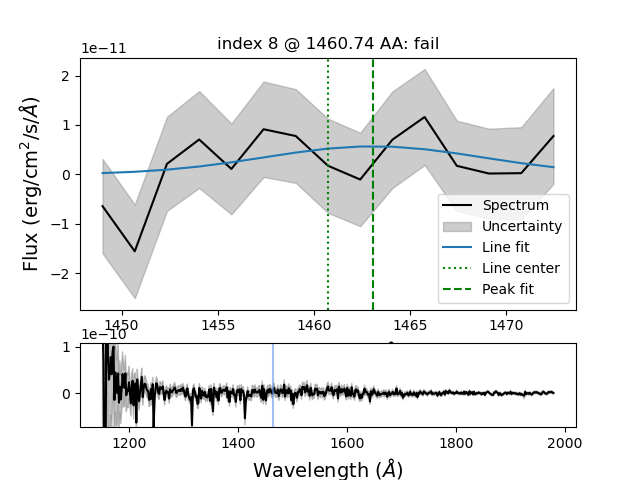 index 8 @ 1460.74 AA: fail
1e−11
2
1
0
−1
−2
Flux (erg/cm²/s/Å)
Spectrum
Uncertainty
Line fit
Line center
Peak fit
1450 1455 1460 1465 1470
1e−10
1
0
1200 1400 1600 1800 2000
Wavelength (Å)